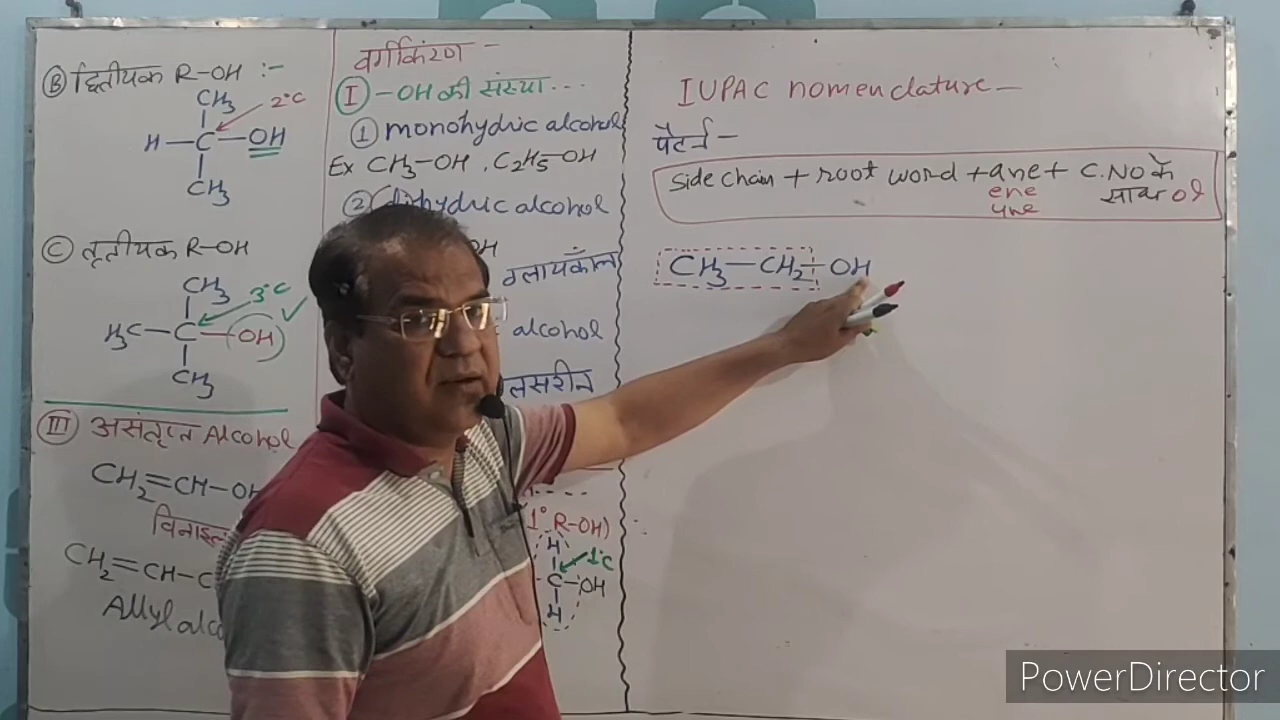 Ⓑ द्वितीयक R-OH :-
CH3
2°C
H-C-OH
CH3
Ⓒ तृतीयक R-OH
CH3
3°C
H3C-C-OH
CH3
Ⅲ असंतृप्त Alcohol
CH2=CH-OH
CH2=CH-C
Allyl alco
वर्गीकरण -
Ⅰ -OH की संख्या...
① monohydric alcohol
Ex CH3-OH, C2H5-OH
② dihydric alcohol
OH
ग्लायकॉल
alcohol
1° R-OH)
H
1°C
C-OH
H
IUPAC nomenclature-
पैटर्न-
side chain + root word + ane + C.No के
ene साथ ol
yne
CH3-CH2-OH
PowerDirector